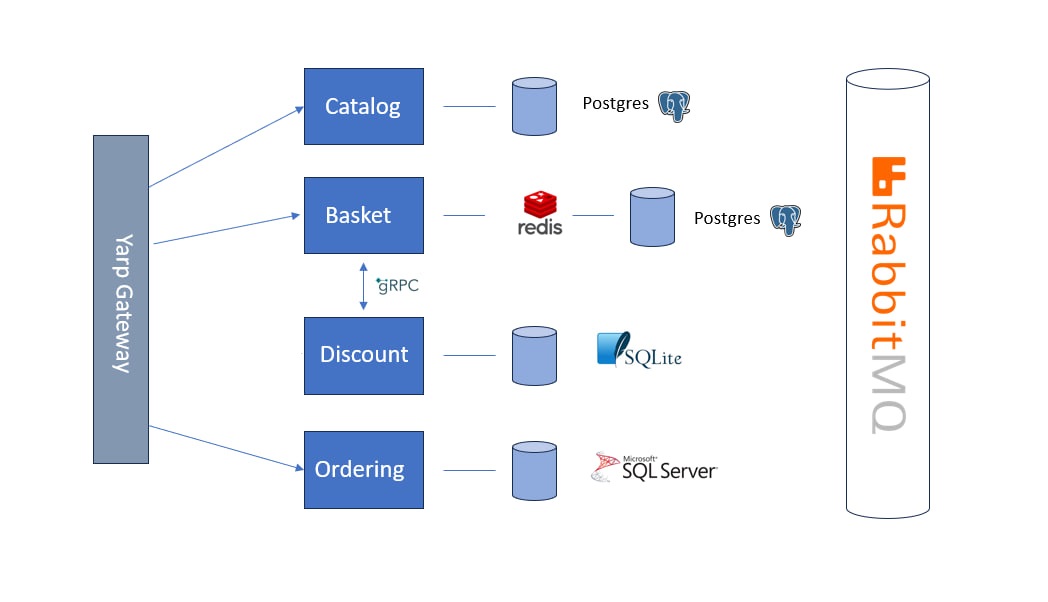 Yarp Gateway
Catalog
Postgres
Basket
redis
Postgres
gRPC
Discount
SQLite
Ordering
Microsoft
SQL Server
RabbitMQ